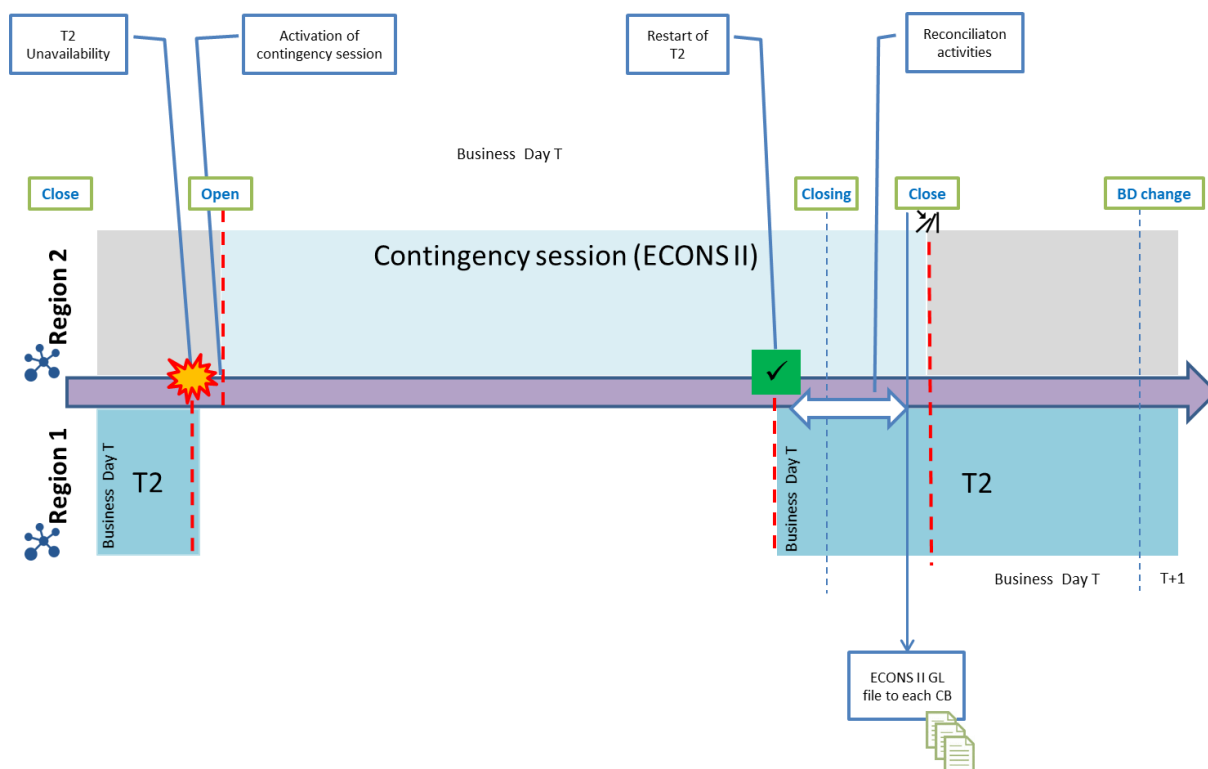 T2
Unavailability
Activation of
contingency session
Restart of
T2
Reconciliaton
activities
Business Day T
Close
Open
Closing
Close
BD change
Contingency session (ECONS II)
Region 2
Region 1
Business Day T
T2
Business Day T
T2
Business Day T
T+1
ECONS II GL
file to each CB